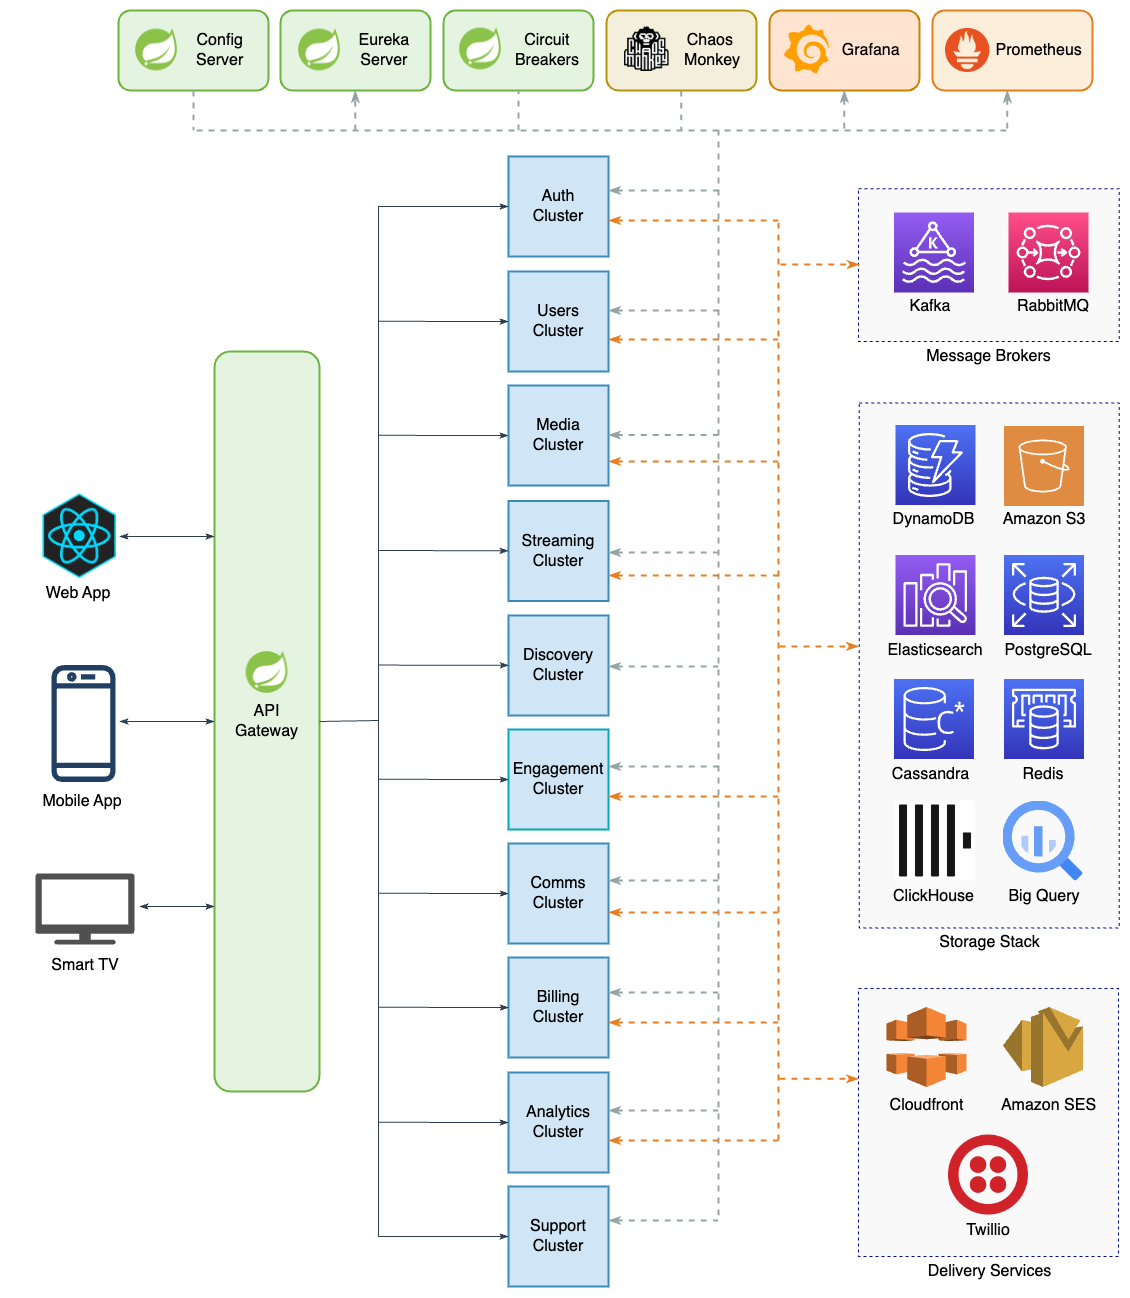 Config
Server
Eureka
Server
Circuit
Breakers
CHAOS
MONKEY
Chaos
Monkey
Grafana
Prometheus
Auth
Cluster
Users
Cluster
Media
Cluster
Streaming
Cluster
Discovery
Cluster
Engagement
Cluster
Comms
Cluster
Billing
Cluster
Analytics
Cluster
Support
Cluster
API
Gateway
Web App
Mobile App
Smart TV
K
Kafka
RabbitMQ
Message Brokers
DynamoDB
Amazon S3
Elasticsearch
PostgreSQL
C*
Cassandra
Redis
ClickHouse
Big Query
Storage Stack
Cloudfront
Amazon SES
Twillio
Delivery Services